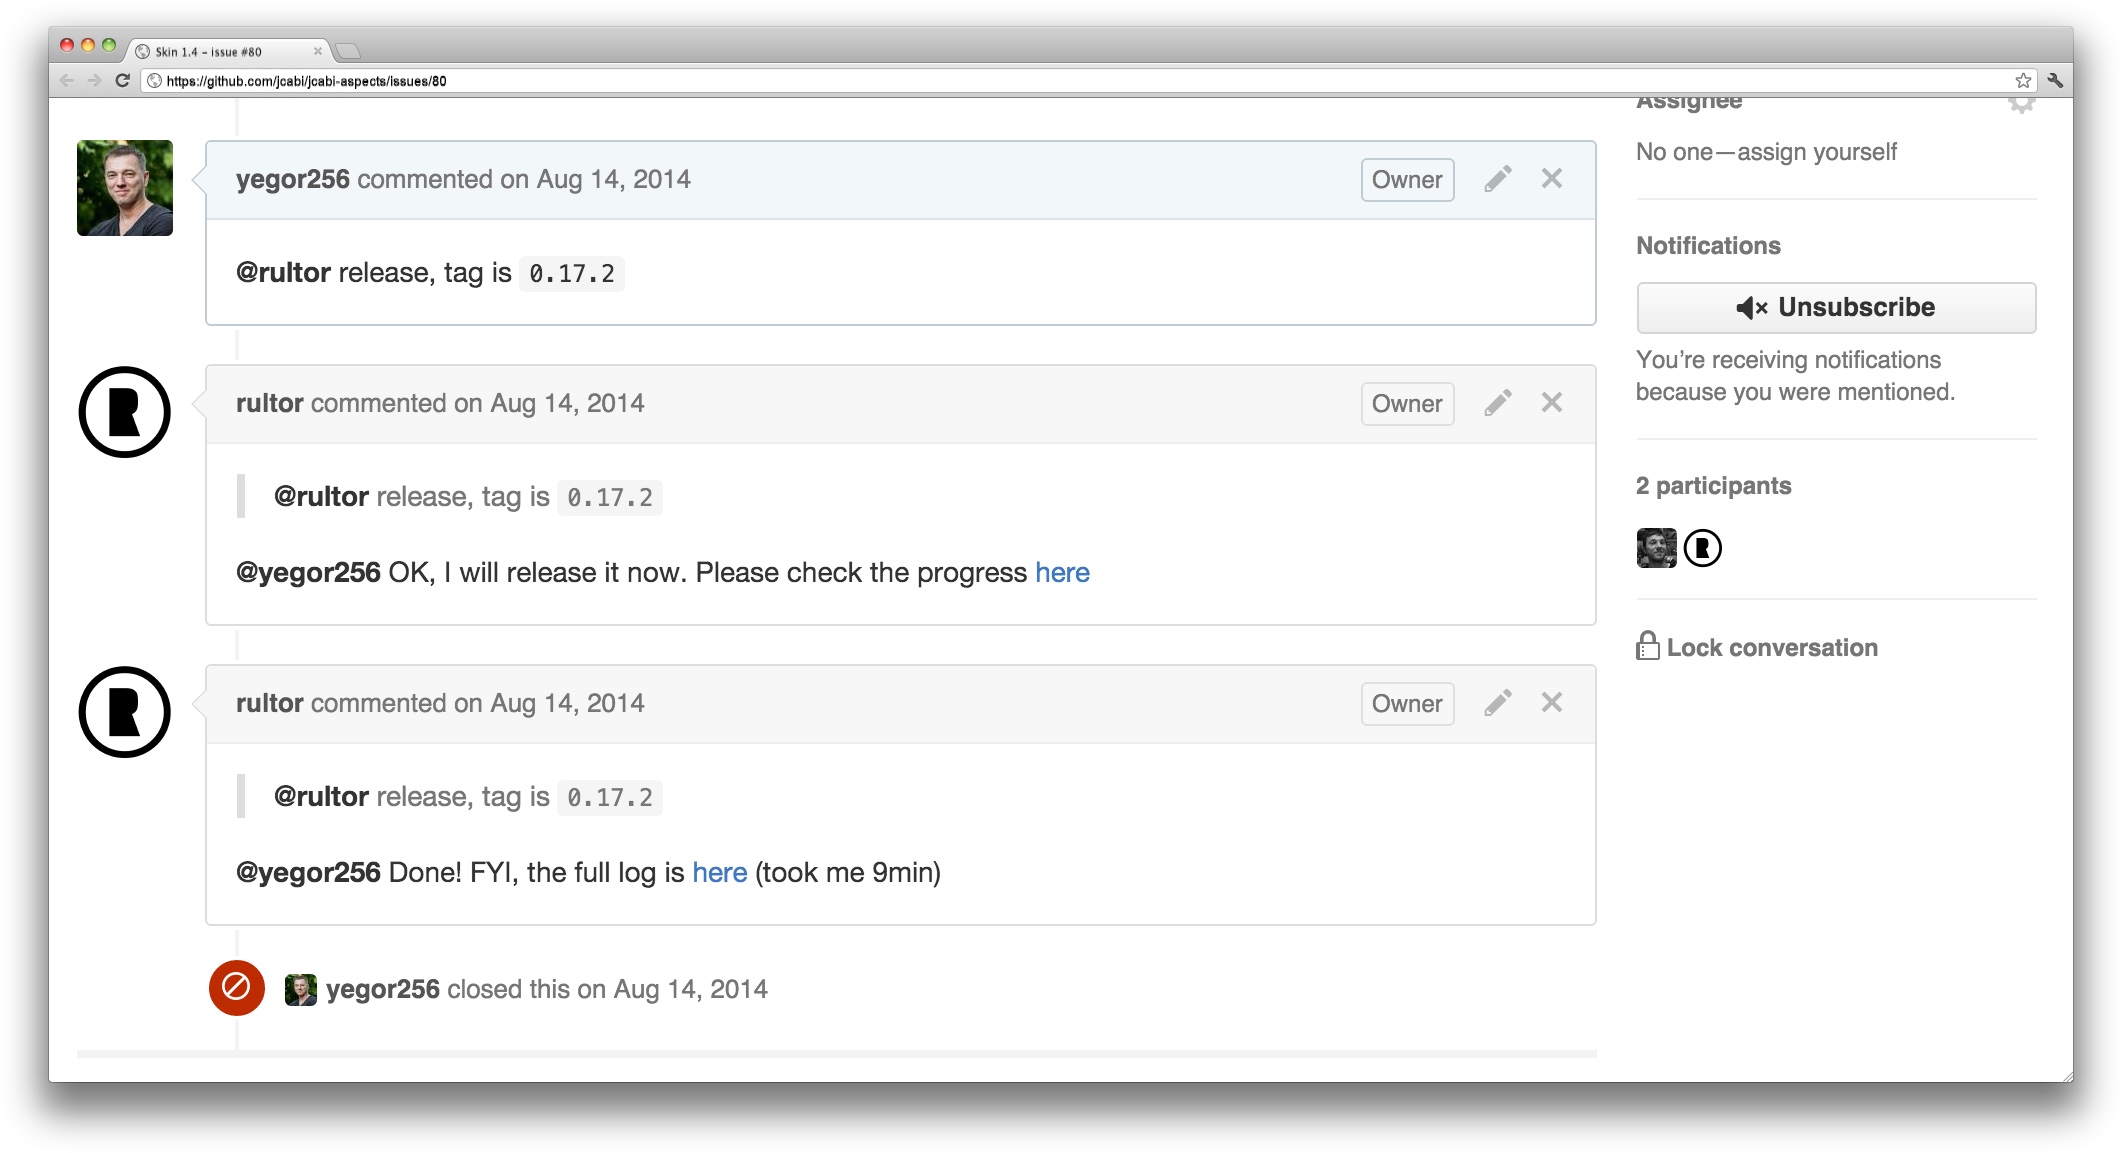 Skin 1.4 – issue #80
https://github.com/jcabi/jcabi-aspects/issues/80
yegor256 commented on Aug 14, 2014
Owner
@rultor release, tag is 0.17.2
R
rultor commented on Aug 14, 2014
Owner
@rultor release, tag is 0.17.2
@yegor256 OK, I will release it now. Please check the progress here
R
rultor commented on Aug 14, 2014
Owner
@rultor release, tag is 0.17.2
@yegor256 Done! FYI, the full log is here (took me 9min)
yegor256 closed this on Aug 14, 2014
Assignee
No one—assign yourself
Notifications
Unsubscribe
You’re receiving notifications
because you were mentioned.
2 participants
R
Lock conversation